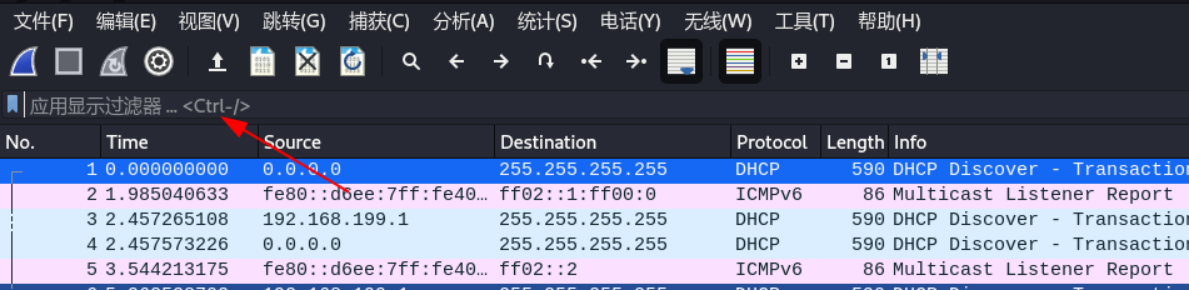 文件(F) 编辑(E) 视图(V) 跳转(G) 捕获(C) 分析(A) 统计(S) 电话(Y) 无线(W) 工具(T) 帮助(H)
应用显示过滤器 … <Ctrl-/>
No. Time Source Destination Protocol Length Info
1 0.000000000 0.0.0.0 255.255.255.255 DHCP 590 DHCP Discover - Transaction
2 1.985040633 fe80::d6ee:7ff:fe40… ff02::1:ff00:0 ICMPv6 86 Multicast Listener Report
3 2.457265108 192.168.199.1 255.255.255.255 DHCP 590 DHCP Discover - Transaction
4 2.457573226 0.0.0.0 255.255.255.255 DHCP 590 DHCP Discover - Transaction
5 3.544213175 fe80::d6ee:7ff:fe40… ff02::2 ICMPv6 86 Multicast Listener Report